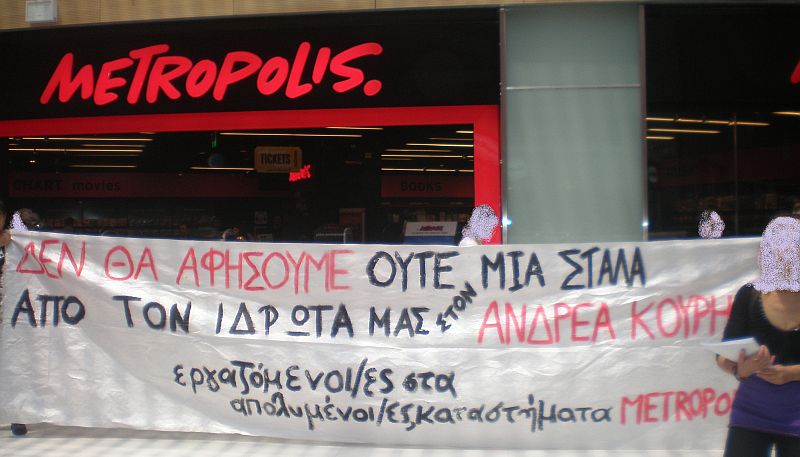 METROPOLIS.
TICKETS
CHART movies
BOOKS
ΔΕΝ ΘΑ ΑΦΗΣΟΥΜΕ ΟΥΤΕ ΜΙΑ ΣΤΑΛΑ
ΑΠΟ ΤΟΝ ΙΔΡΩΤΑ ΜΑΣ ΣΤΟΝ ΑΝΔΡΕΑ ΚΟΥΡΗ
εργαζόμενοι/ες στα
απολυμένοι/ες καταστήματα METROPO